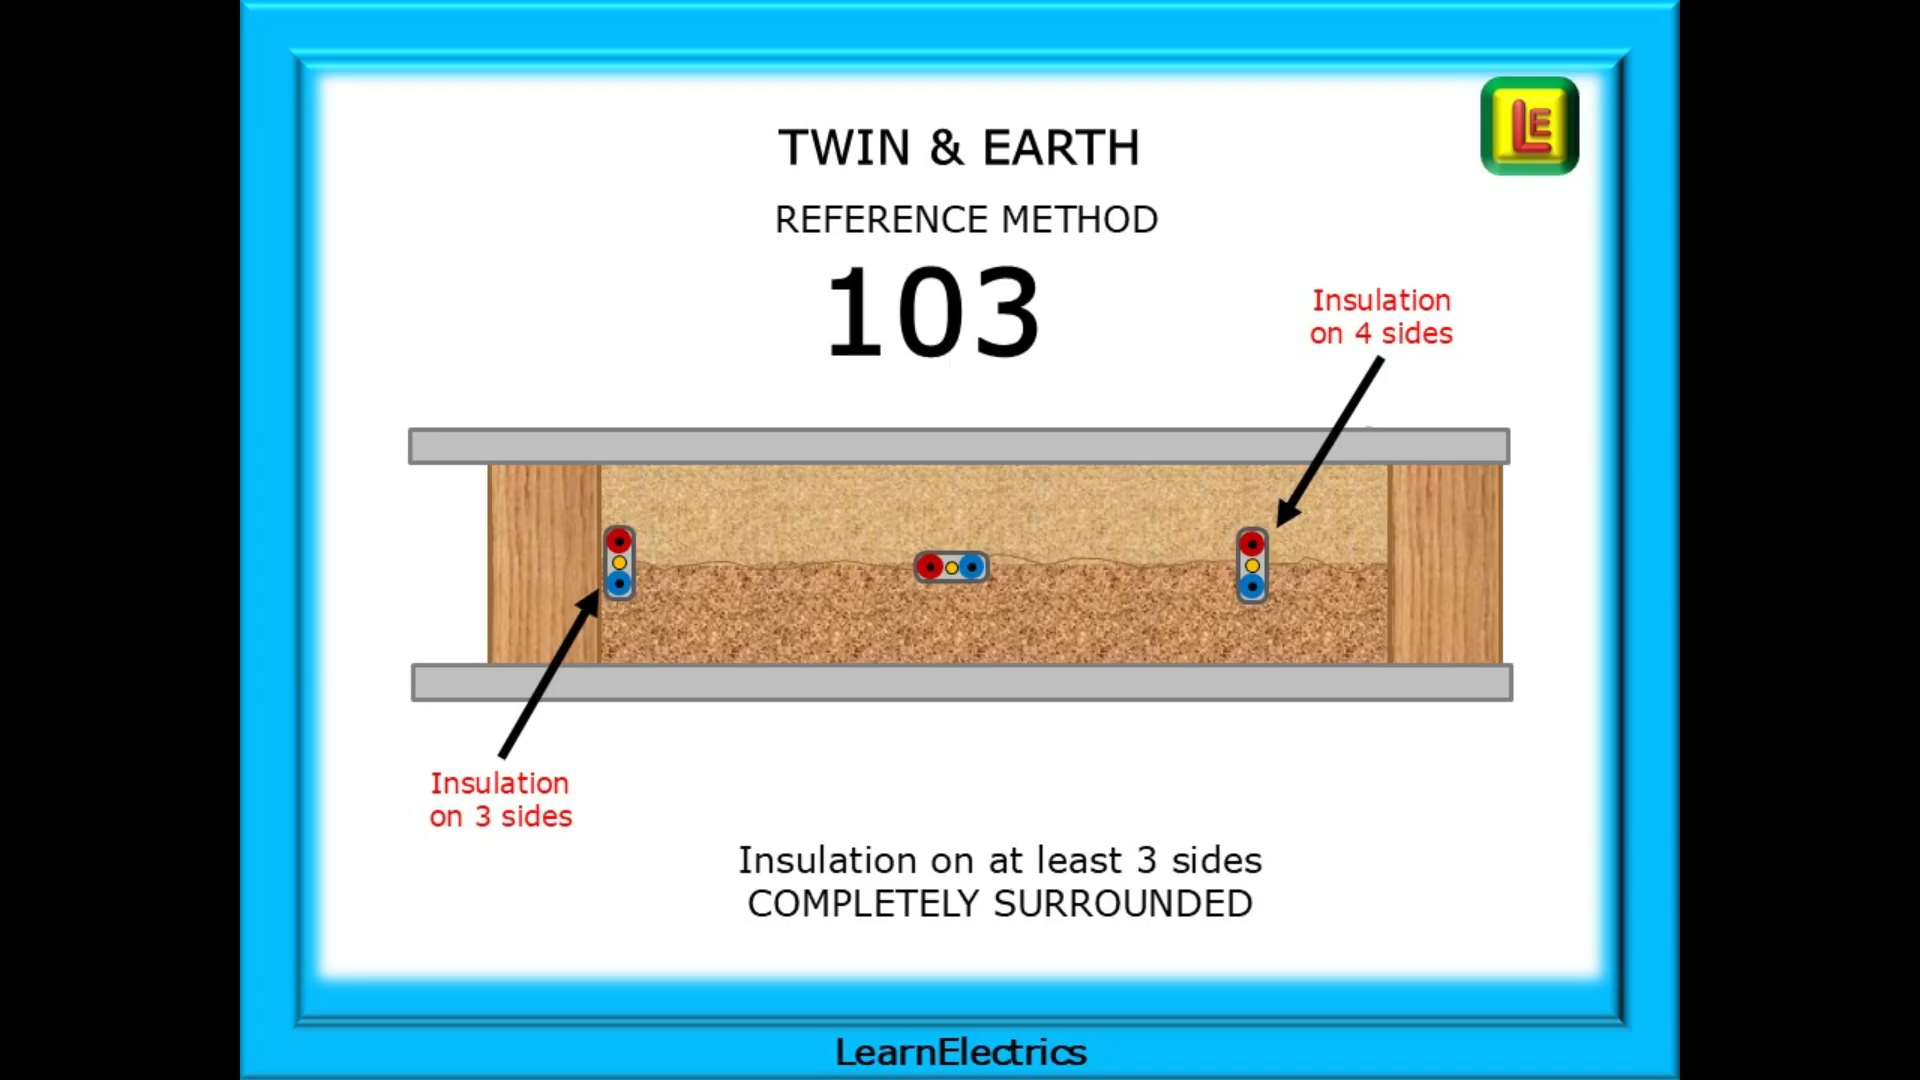 LE
TWIN & EARTH
REFERENCE METHOD
103
Insulation
on 4 sides
Insulation
on 3 sides
Insulation on at least 3 sides
COMPLETELY SURROUNDED
LearnElectrics